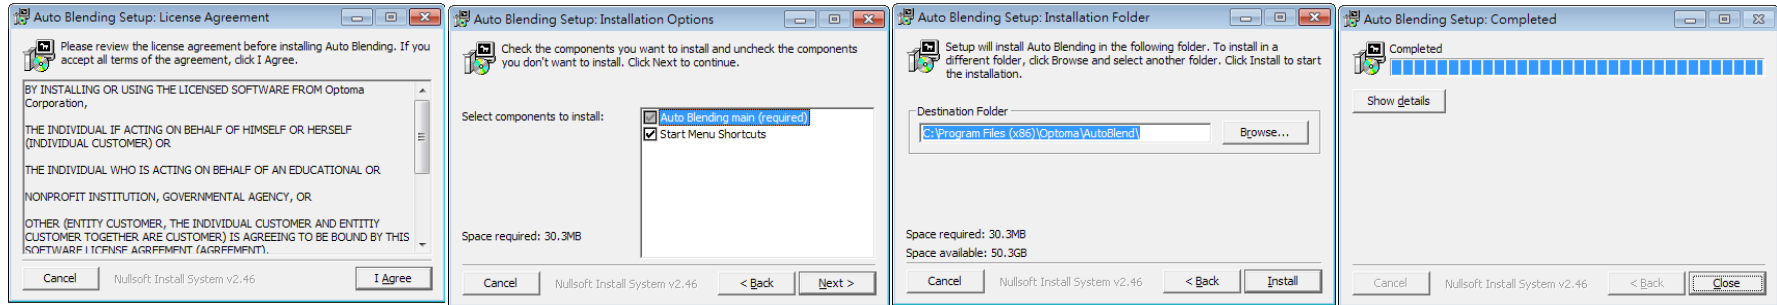 Auto Blending Setup: License Agreement
Please review the license agreement before installing Auto Blending. If you
accept all terms of the agreement, click I Agree.
BY INSTALLING OR USING THE LICENSED SOFTWARE FROM Optoma
Corporation,
THE INDIVIDUAL IF ACTING ON BEHALF OF HIMSELF OR HERSELF
(INDIVIDUAL CUSTOMER) OR
THE INDIVIDUAL WHO IS ACTING ON BEHALF OF AN EDUCATIONAL OR
NONPROFIT INSTITUTION, GOVERNMENTAL AGENCY, OR
OTHER (ENTITY CUSTOMER, THE INDIVIDUAL CUSTOMER AND ENTITIY
CUSTOMER TOGETHER ARE CUSTOMER) IS AGREEING TO BE BOUND BY THIS
SOFTWARE LICENSE AGREEMENT (AGREEMENT).
Cancel
Nullsoft Install System v2.46
I Agree
Auto Blending Setup: Installation Options
Check the components you want to install and uncheck the components
you don't want to install. Click Next to continue.
Select components to install:
Auto Blending main (required)
Start Menu Shortcuts
Space required: 30.3MB
Cancel
Nullsoft Install System v2.46
< Back
Next >
Auto Blending Setup: Installation Folder
Setup will install Auto Blending in the following folder. To install in a
different folder, click Browse and select another folder. Click Install to start
the installation.
Destination Folder
C:\Program Files (x86)\Optoma\AutoBlend\
Browse...
Space required: 30.3MB
Space available: 50.3GB
Cancel
Nullsoft Install System v2.46
< Back
Install
Auto Blending Setup: Completed
Completed
Show details
Cancel
Nullsoft Install System v2.46
< Back
Close